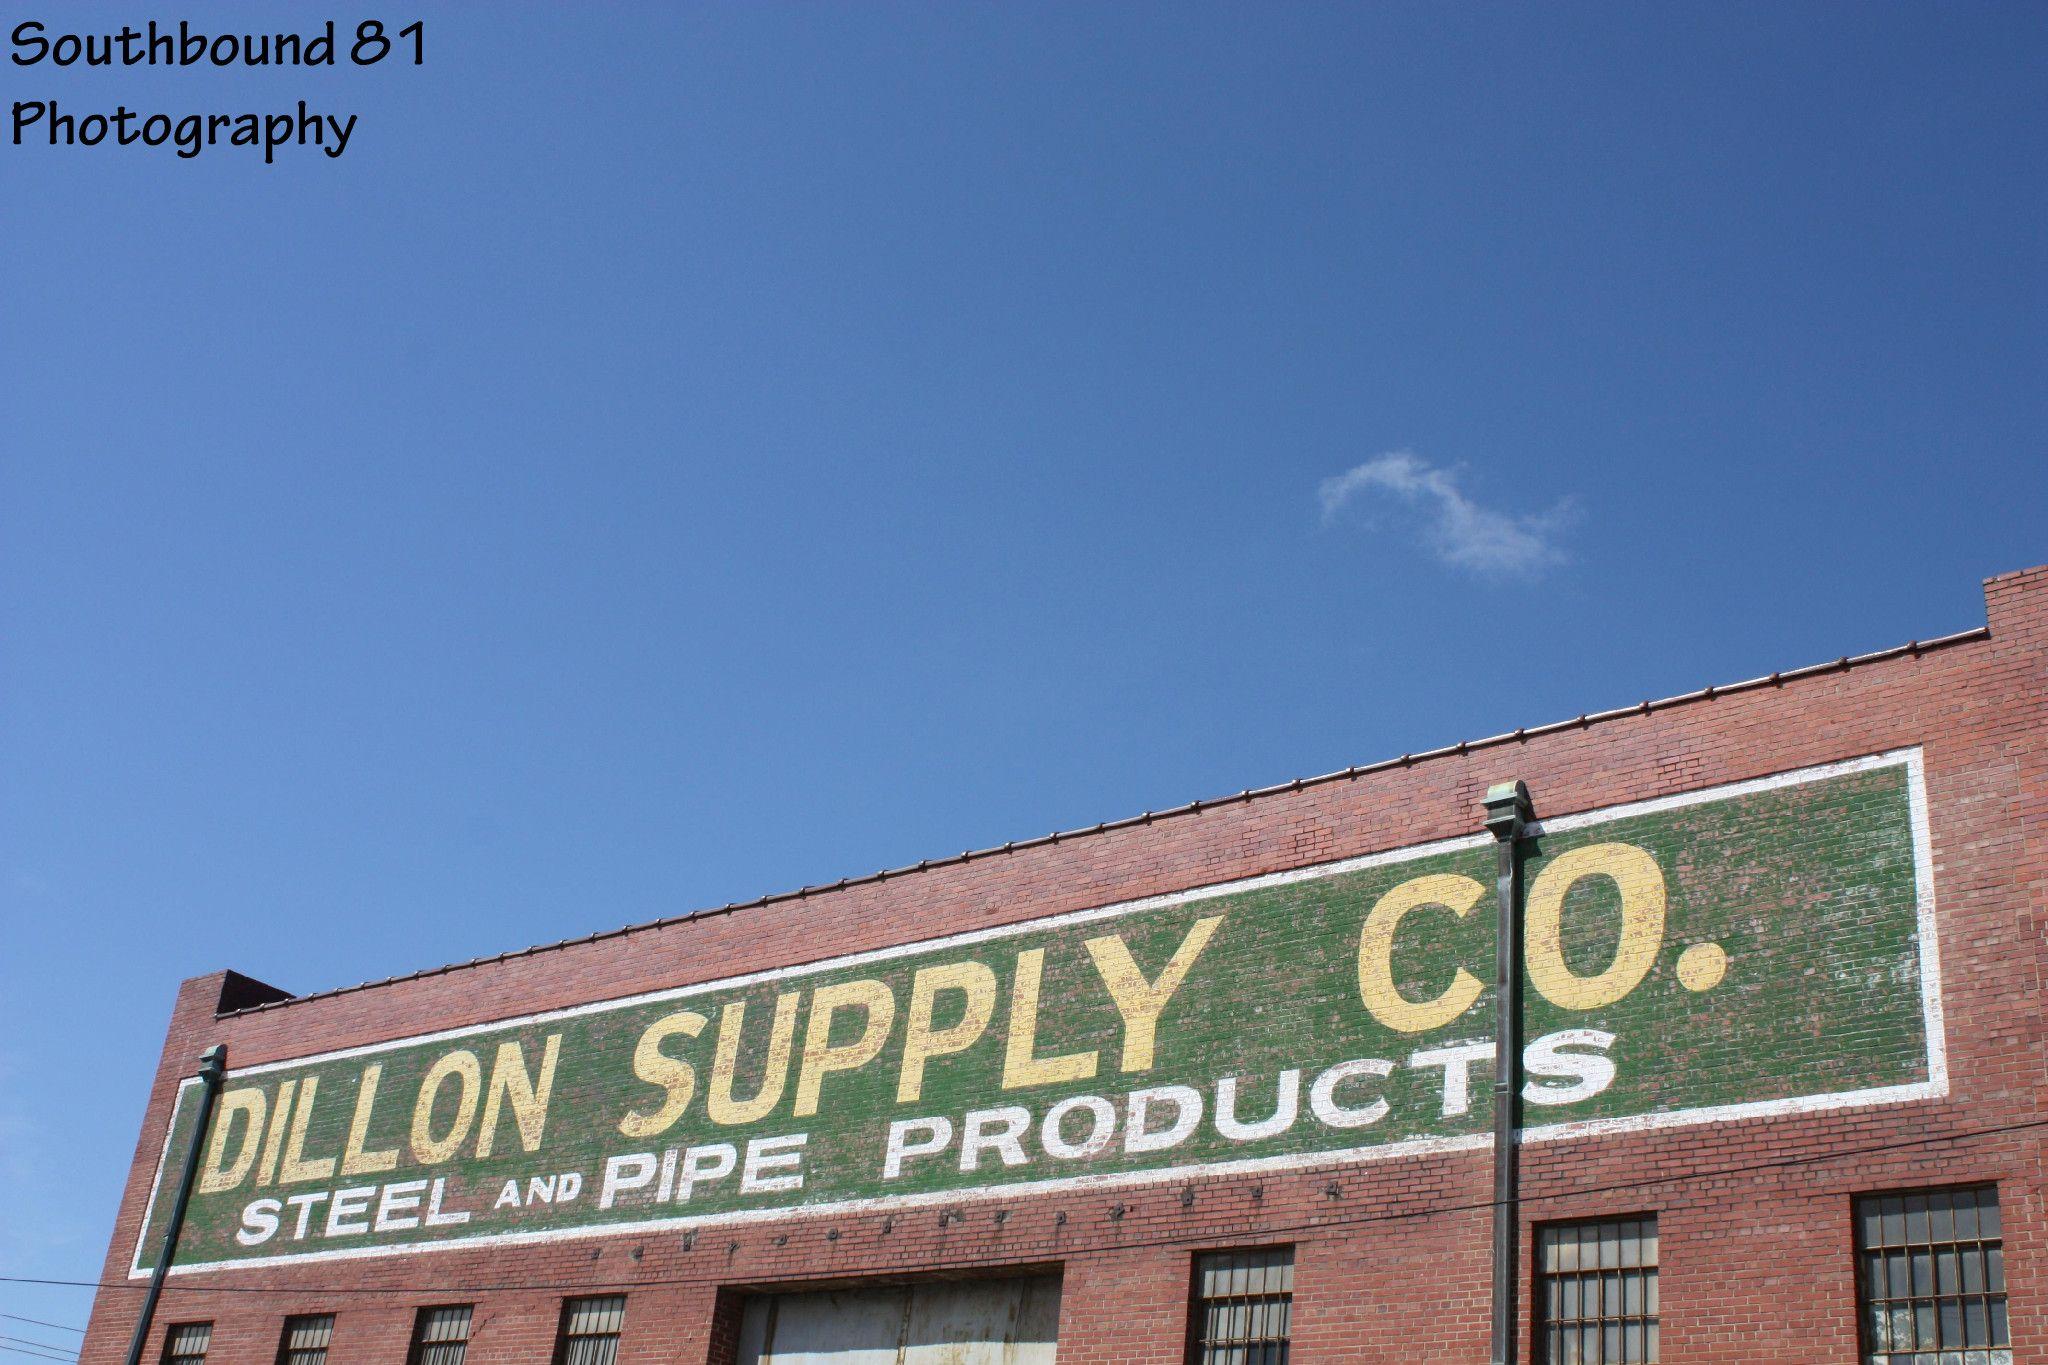 Southbound 81
Photography
DILLON SUPPLY CO.
STEEL AND PIPE PRODUCTS